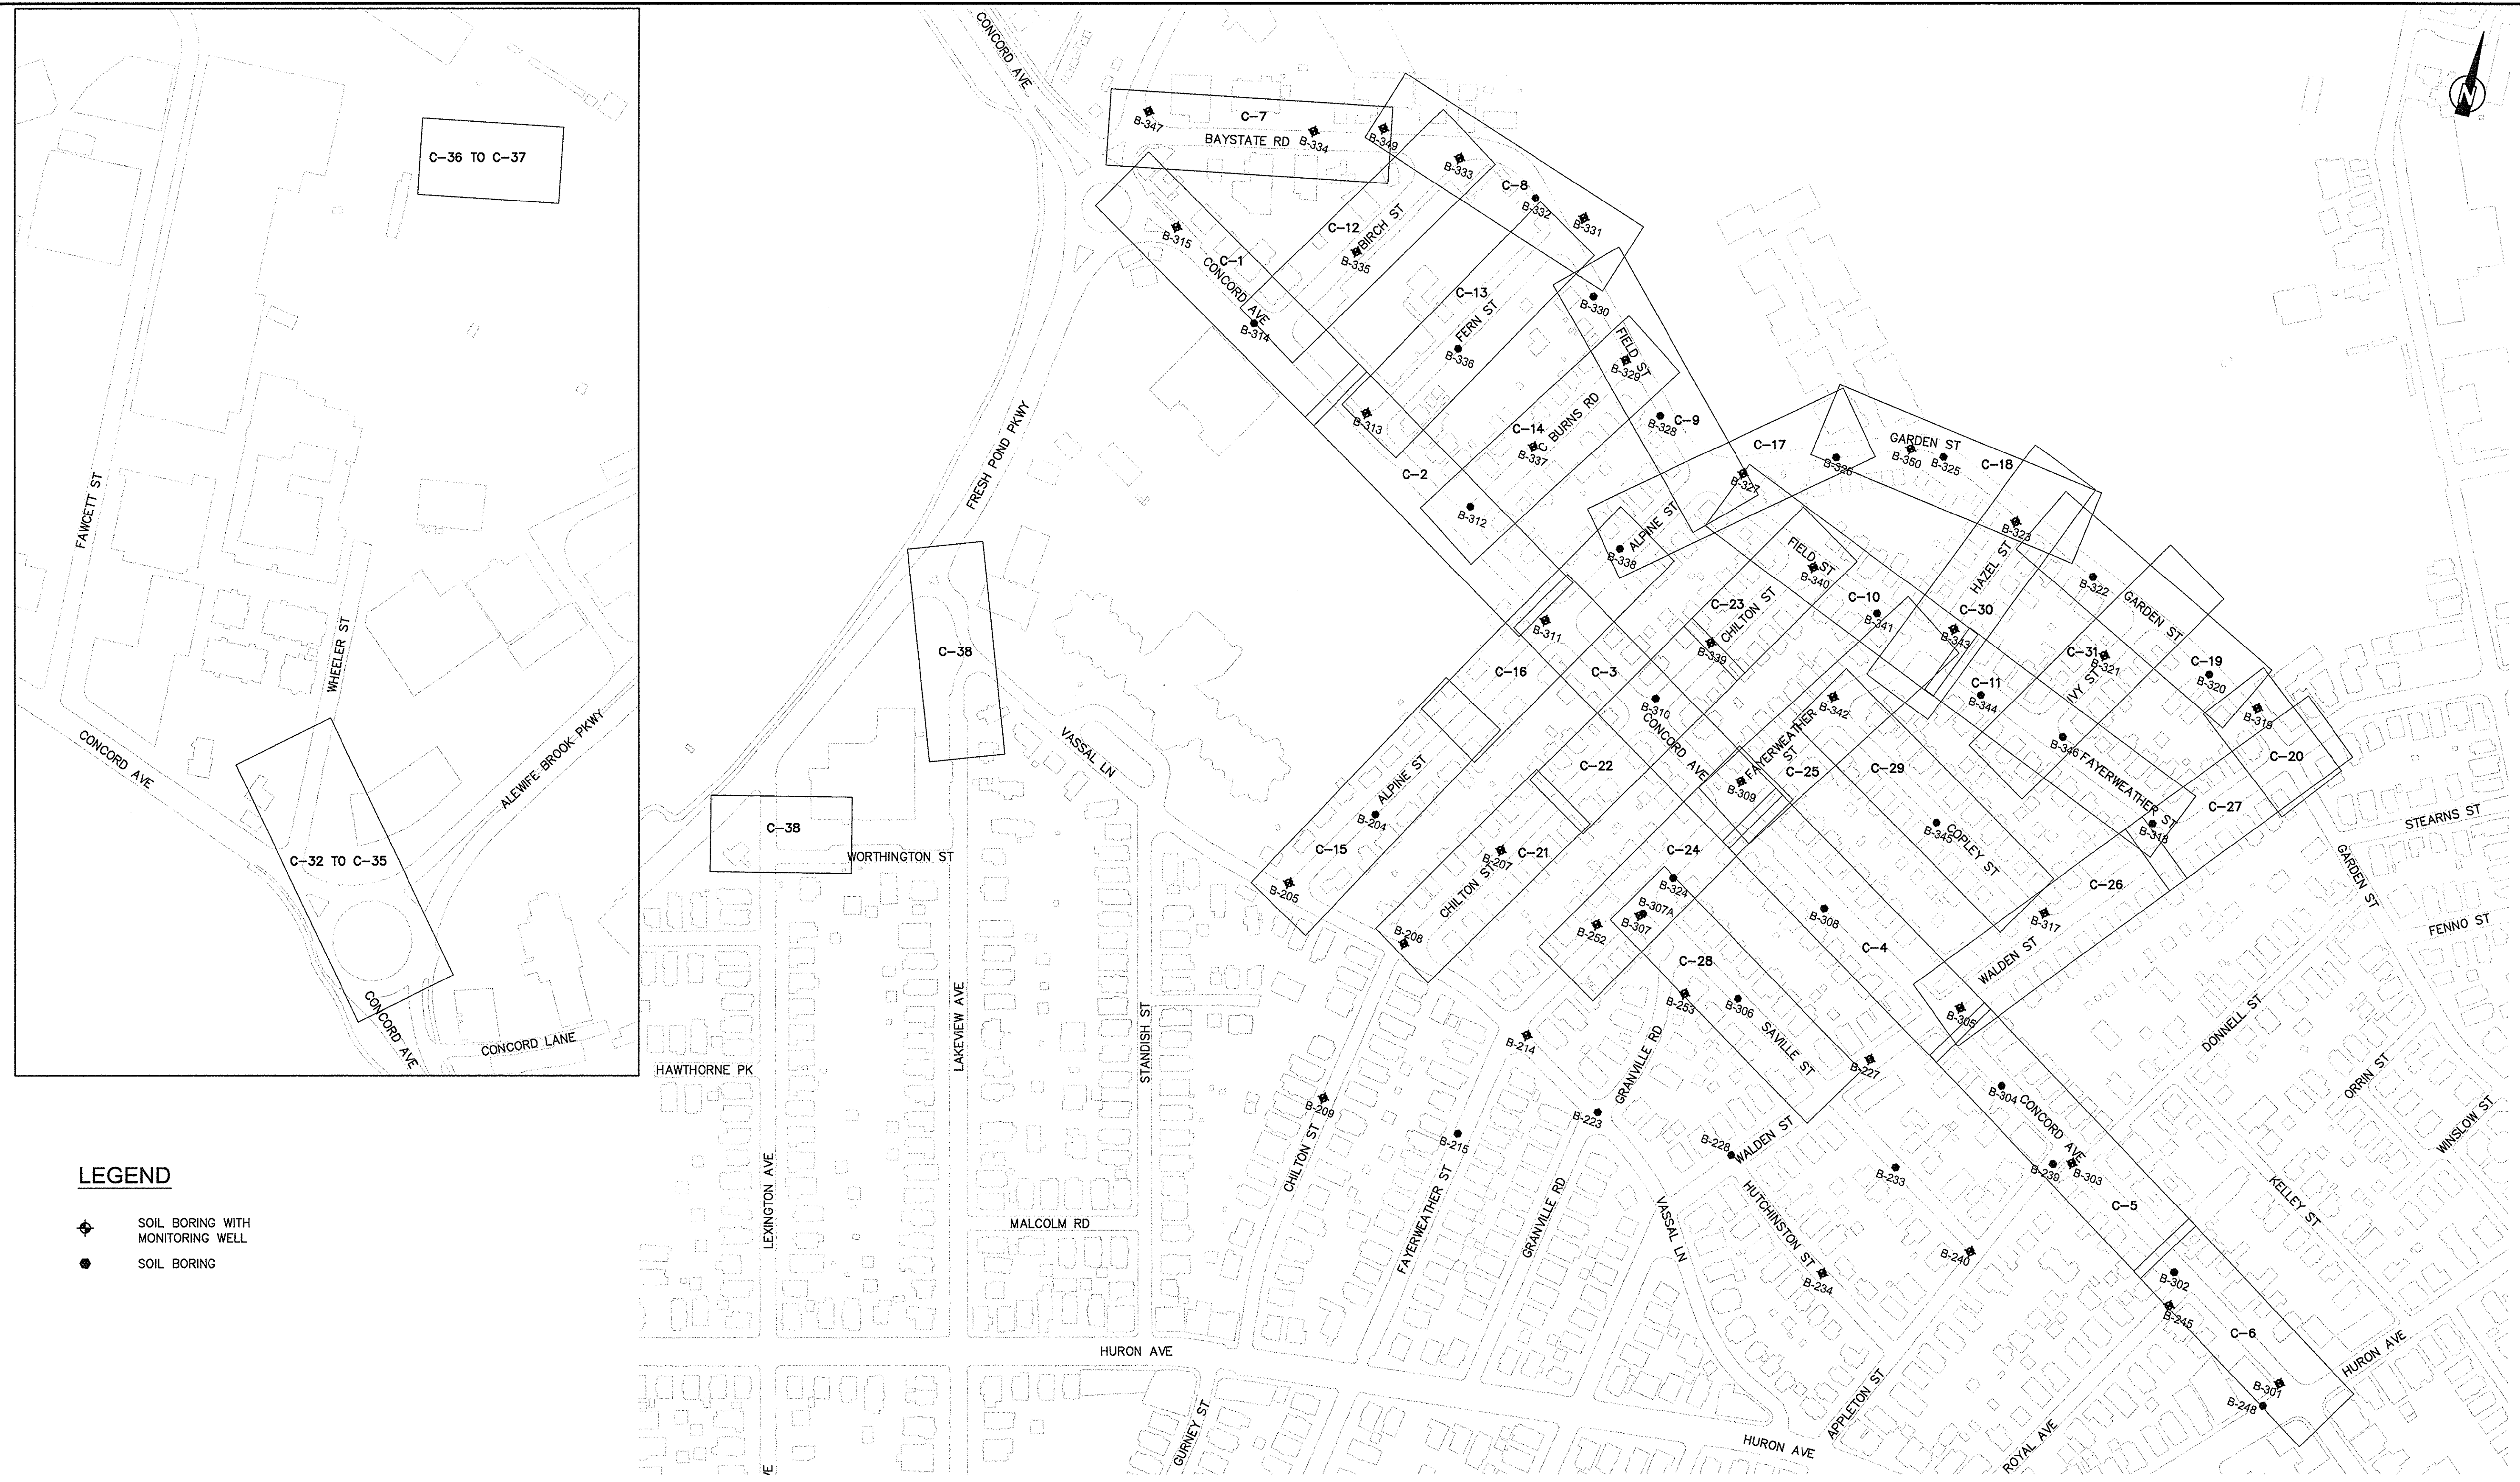 C-36 TO C-37
FAWCETT ST
WHEELER ST
CONCORD AVE
ALEWIFE BROOK PKWY
C-32 TO C-35
CONCORD AVE
CONCORD LANE
LEGEND
SOIL BORING WITH
MONITORING WELL
SOIL BORING
CONCORD AVE
C-7
BAYSTATE RD
B-347
B-334
B-349
B-333
C-8
B-332
B-331
B-315
C-1
CONCORD AVE
B-314
C-12
BIRCH ST
B-335
C-13
FERN ST
B-336
B-330
FIELD ST
B-329
B-313
C-2
C-14
C BURNS RD
B-337
B-328
C-9
B-312
C-17
B-327
B-326
GARDEN ST
B-350
B-325
C-18
N
FRESH POND PKWY
ALPINE ST
B-338
FIELD ST
B-340
B-323
HAZEL ST
B-322
GARDEN ST
C-23
CHILTON ST
B-339
C-10
B-341
C-30
B-343
B-311
C-16
C-3
B-310
CONCORD AVE
C-38
VASSAL LN
C-31
B-321
IVY ST
C-19
B-320
B-319
C-11
B-344
B-346
FAYERWEATHER ST
C-20
B-342
FAYERWEATHER ST
B-309
C-25
C-29
C-22
ALPINE ST
B-204
C-15
B-205
C-38
WORTHINGTON ST
C-27
B-318
STEARNS ST
B-345
COPLEY ST
C-26
GARDEN ST
FENNO ST
B-207
C-21
CHILTON ST
B-208
C-24
B-324
B-307A
B-307
B-252
B-308
C-4
B-317
WALDEN ST
C-28
B-253
B-306
SAVILLE ST
B-305
B-227
DONNELL ST
ORRIN ST
WINSLOW ST
LAKEVIEW AVE
STANDISH ST
HAWTHORNE PK
B-214
GRANVILLE RD
B-223
B-209
CHILTON ST
B-215
FAYERWEATHER ST
GRANVILLE RD
B-228
WALDEN ST
B-304
CONCORD AVE
B-239
B-303
B-233
C-5
KELLEY ST
HUTCHINSTON ST
VASSAL LN
B-234
B-240
LEXINGTON AVE
MALCOLM RD
B-302
B-245
C-6
HURON AVE
HURON AVE
B-301
B-248
APPLETON ST
ROYAL AVE
GURNEY ST
HURON AVE